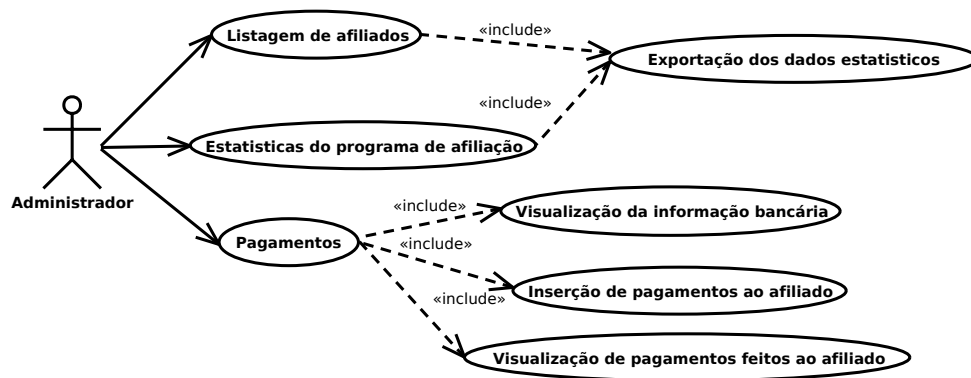 Listagem de afiliados
«include»
Exportação dos dados estatisticos
«include»
Estatisticas do programa de afiliação
Administrador
«include»
Visualização da informação bancária
Pagamentos
«include»
Inserção de pagamentos ao afiliado
«include»
Visualização de pagamentos feitos ao afiliado